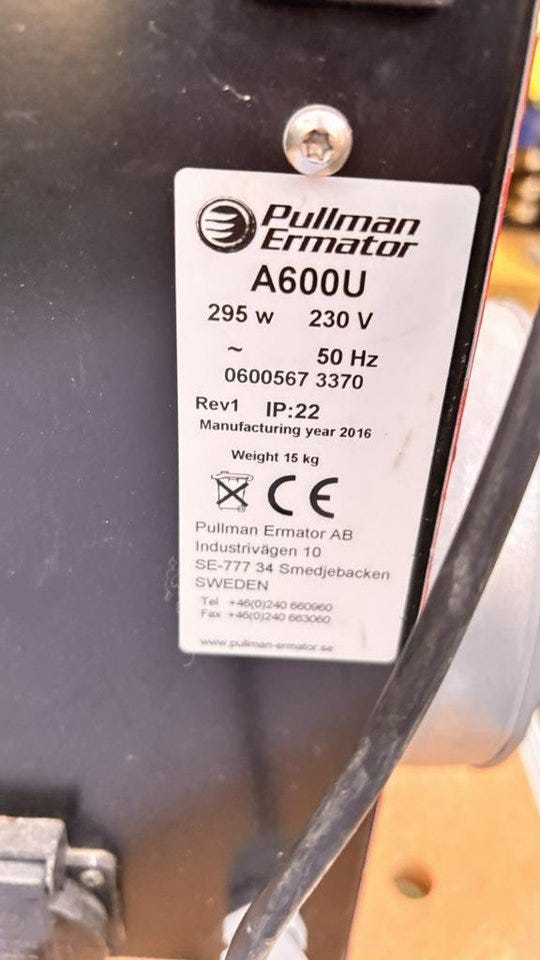 Pullman
Ermator
A600U
295 w 230 V
~ 50 Hz
0600567 3370
Rev1 IP:22
Manufacturing year 2016
Weight 15 kg
CE
Pullman Ermator AB
Industrivägen 10
SE-777 34 Smedjebacken
SWEDEN
Tel +46(0)240 660960
Fax +46(0)240 663060
www.pullman-ermator.se